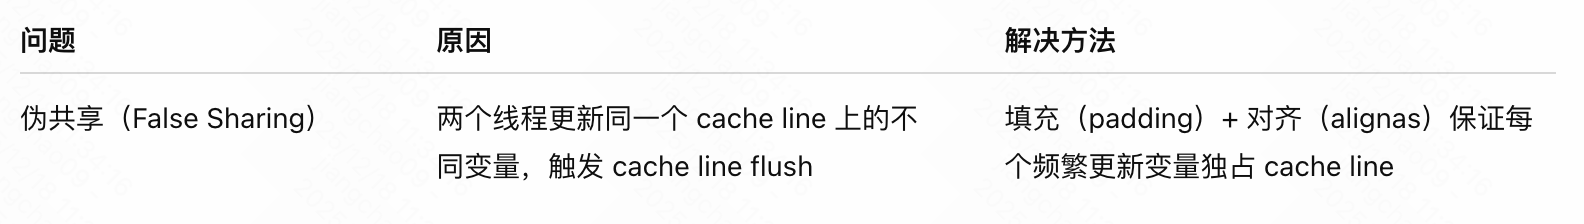 问题 原因 解决方法
伪共享（False Sharing） 两个线程更新同一个 cache line 上的不 填充（padding）+ 对齐（alignas）保证每
同变量，触发 cache line flush 个频繁更新变量独占 cache line